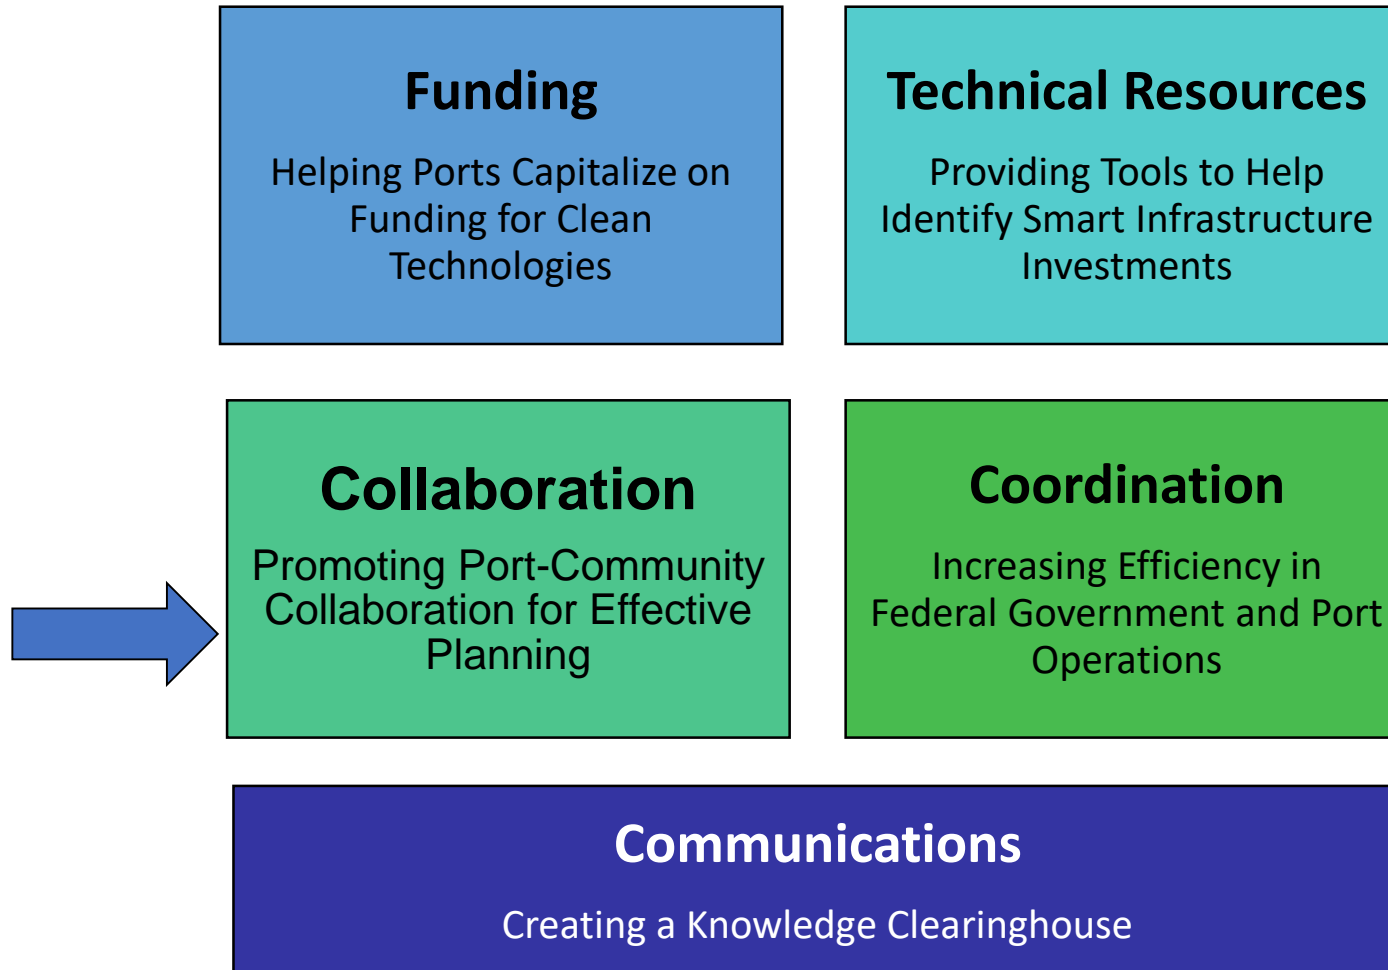 Funding
Helping Ports Capitalize on
Funding for Clean
Technologies
Technical Resources
Providing Tools to Help
Identify Smart Infrastructure
Investments
Collaboration
Promoting Port-Community
Collaboration for Effective
Planning
Coordination
Increasing Efficiency in
Federal Government and Port
Operations
Communications
Creating a Knowledge Clearinghouse